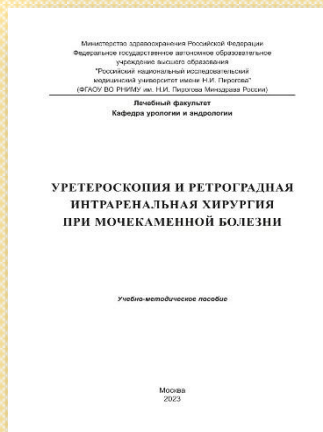 Министерство здравоохранения Российской Федерации
Федеральное государственное автономное образовательное
учреждение высшего образования
"Российский национальный исследовательский
медицинский университет имени Н.И. Пирогова"
(ФГАОУ ВО РНИМУ им. Н.И. Пирогова Минздрава России)
Лечебный факультет
Кафедра урологии и андрологии
УРЕТЕРОСКОПИЯ И РЕТРОГРАДНАЯ
ИНТРАРЕНАЛЬНАЯ ХИРУРГИЯ
ПРИ МОЧЕКАМЕННОЙ БОЛЕЗНИ
Учебно-методическое пособие
Москва
2023